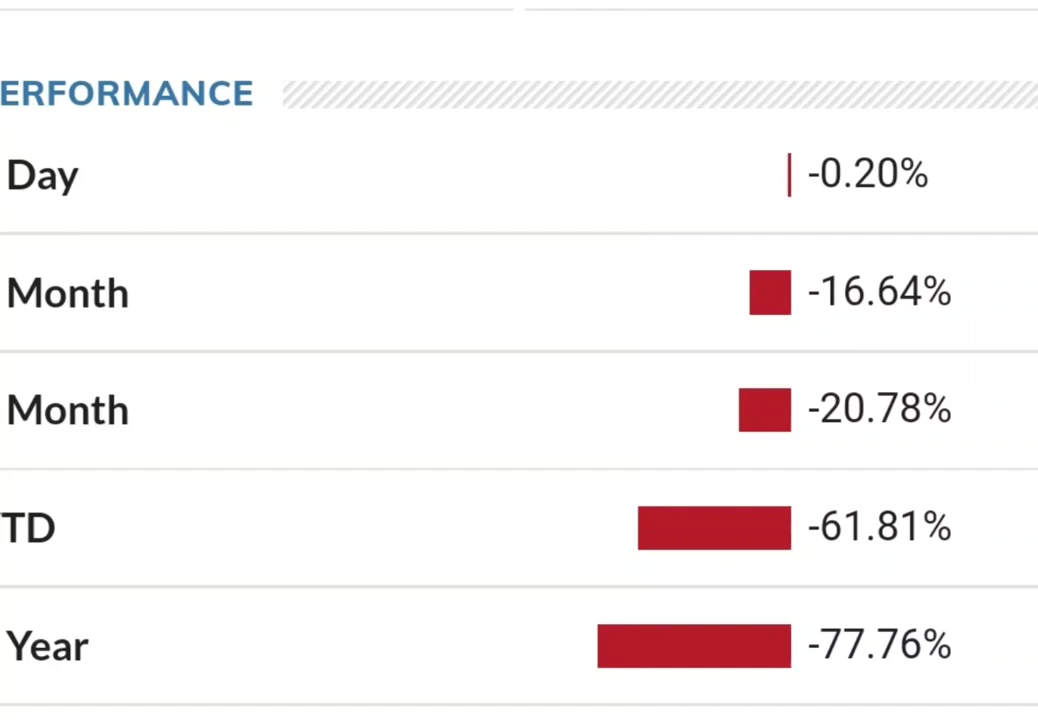 ERFORMANCE
Day -0.20%
Month -16.64%
Month -20.78%
TD -61.81%
Year -77.76%